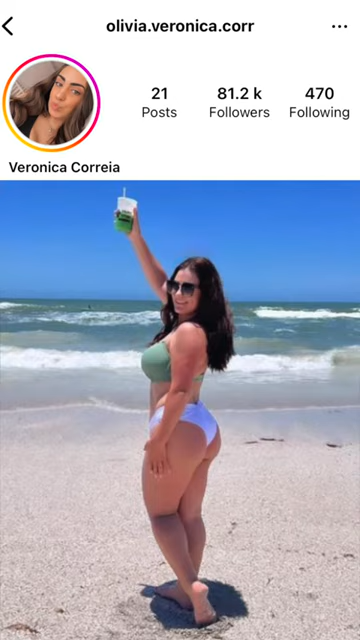 olivia.veronica.corr
21 81.2 k 470
Posts Followers Following
Veronica Correia